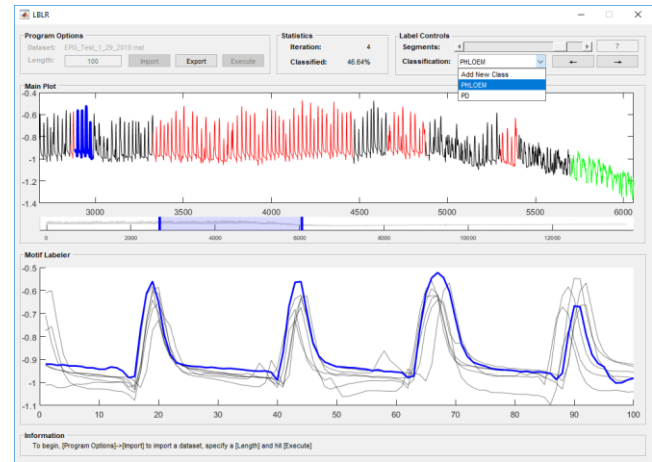 LBLR
Program Options
Dataset: EPG_Test_1_29_2018.mat
Length: 100 Import Export Execute
Statistics
Iteration: 4
Classified: 46.64%
Label Controls
Segments: 7
Classification: PHLOEM ← →
Add New Class
PHLOEM
PD
Main Plot
-0.4
-0.6
-0.8
-1
-1.2
-1.4
3000 3500 4000 4500 5000 5500 6000
0 2000 4000 6000 8000 10000 12000
Motif Labeler
-0.5
-0.6
-0.7
-0.8
-0.9
-1
-1.1
0 10 20 30 40 50 60 70 80 90 100
Information
To begin, [Program Options]->[Import] to import a dataset, specify a [Length] and hit [Execute]